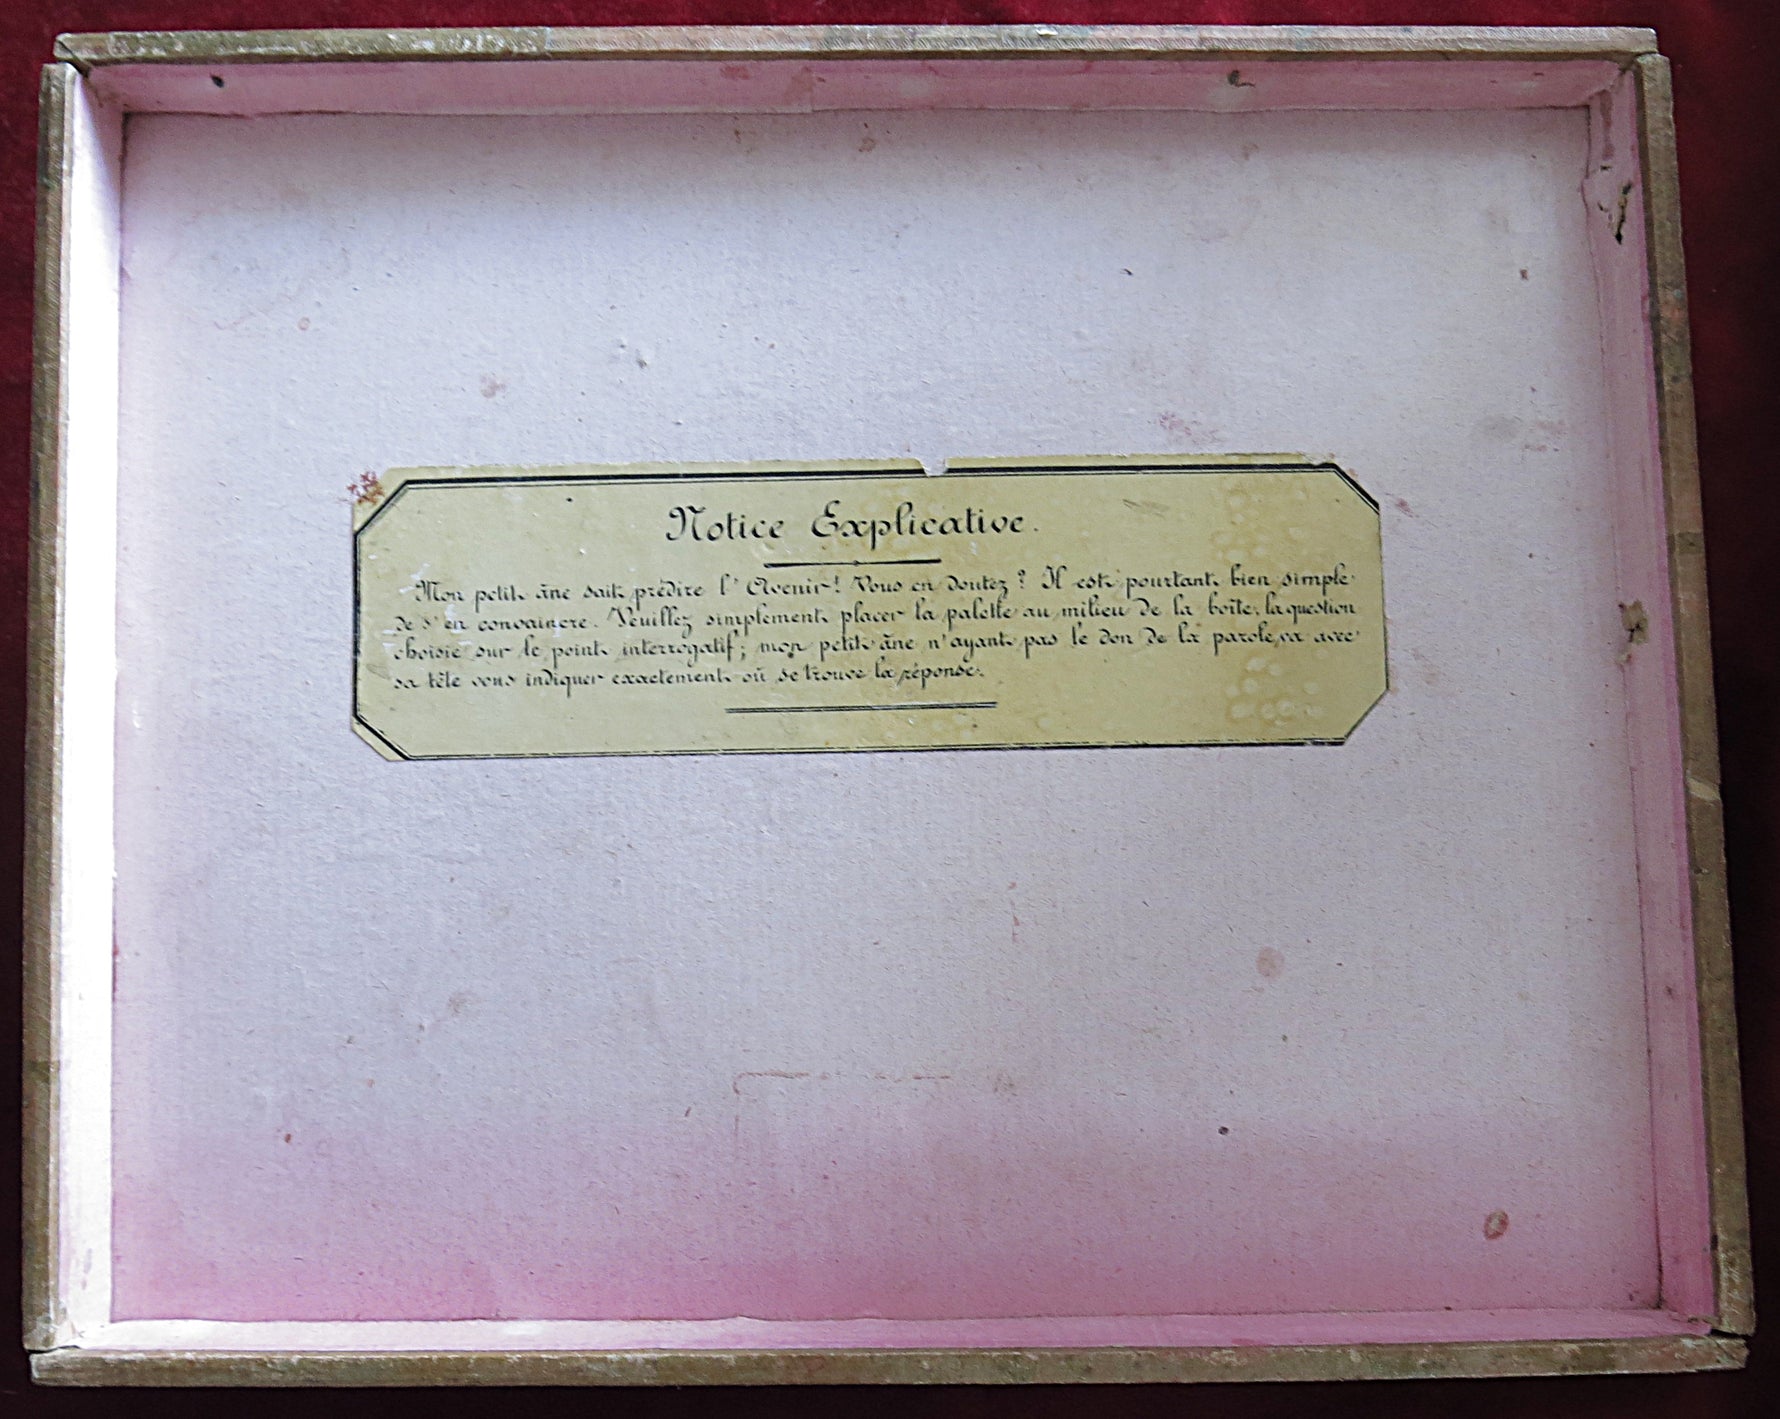 Notice Explicative.
Mon petit âne sait prédire l'Avenir! Vous en doutez? Il est pourtant bien simple
de s'en convaincre. Veuillez simplement placer la palette au milieu de la boîte, la question
choisie sur le point interrogatif; mon petit âne n'ayant pas le don de la parole, va avec
sa tête vous indiquer exactement où se trouve la réponse.